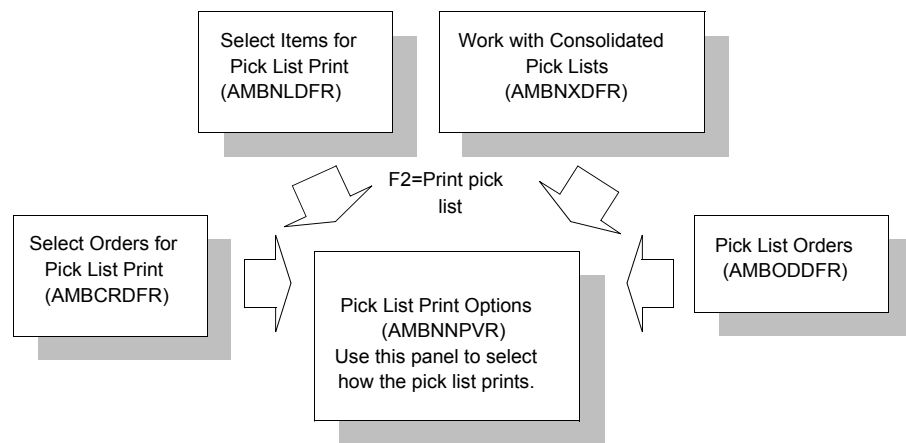 Select Items for
Pick List Print
(AMBNLDFR)
Work with Consolidated
Pick Lists
(AMBNXDFR)
F2=Print pick
list
Select Orders for
Pick List Print
(AMBCRDFR)
Pick List Orders
(AMBODDFR)
Pick List Print Options
(AMBNNPVR)
Use this panel to select
how the pick list prints.